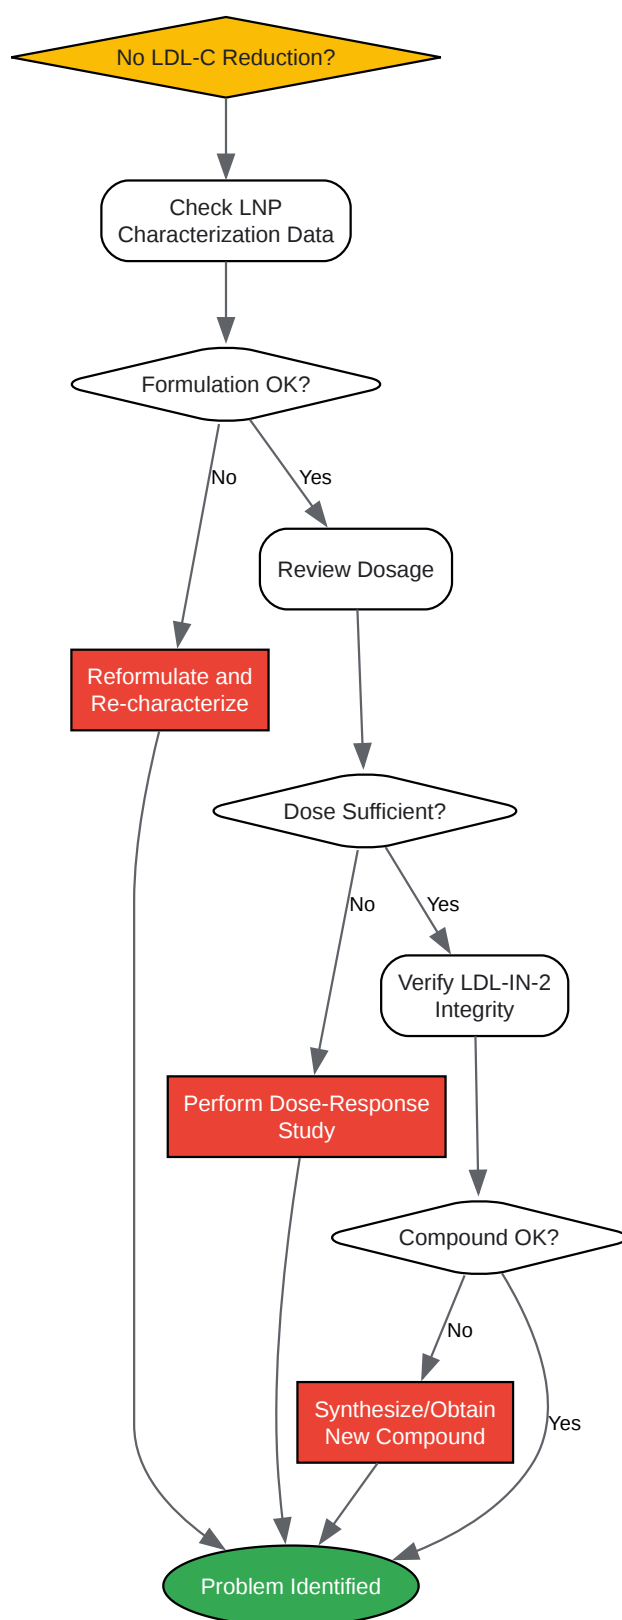 No LDL-C Reduction?
Check LNP
Characterization Data
Formulation OK?
No
Yes
Review Dosage
Reformulate and
Re-characterize
Dose Sufficient?
No
Yes
Verify LDL-IN-2
Integrity
Perform Dose-Response
Study
Compound OK?
No
Synthesize/Obtain
New Compound
Yes
Problem Identified